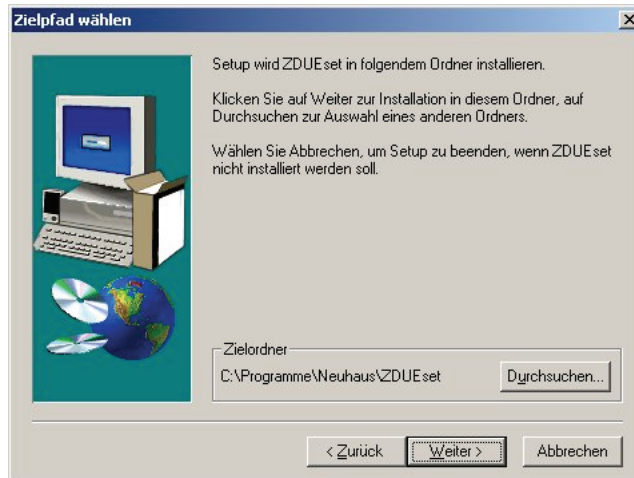 Zielpfad wählen
Setup wird ZDUEset in folgendem Ordner installieren.
Klicken Sie auf Weiter zur Installation in diesem Ordner, auf
Durchsuchen zur Auswahl eines anderen Ordners.
Wählen Sie Abbrechen, um Setup zu beenden, wenn ZDUEset
nicht installiert werden soll.
Zielordner
C:\Programme\Neuhaus\ZDUEset
Durchsuchen...
< Zurück
Weiter >
Abbrechen